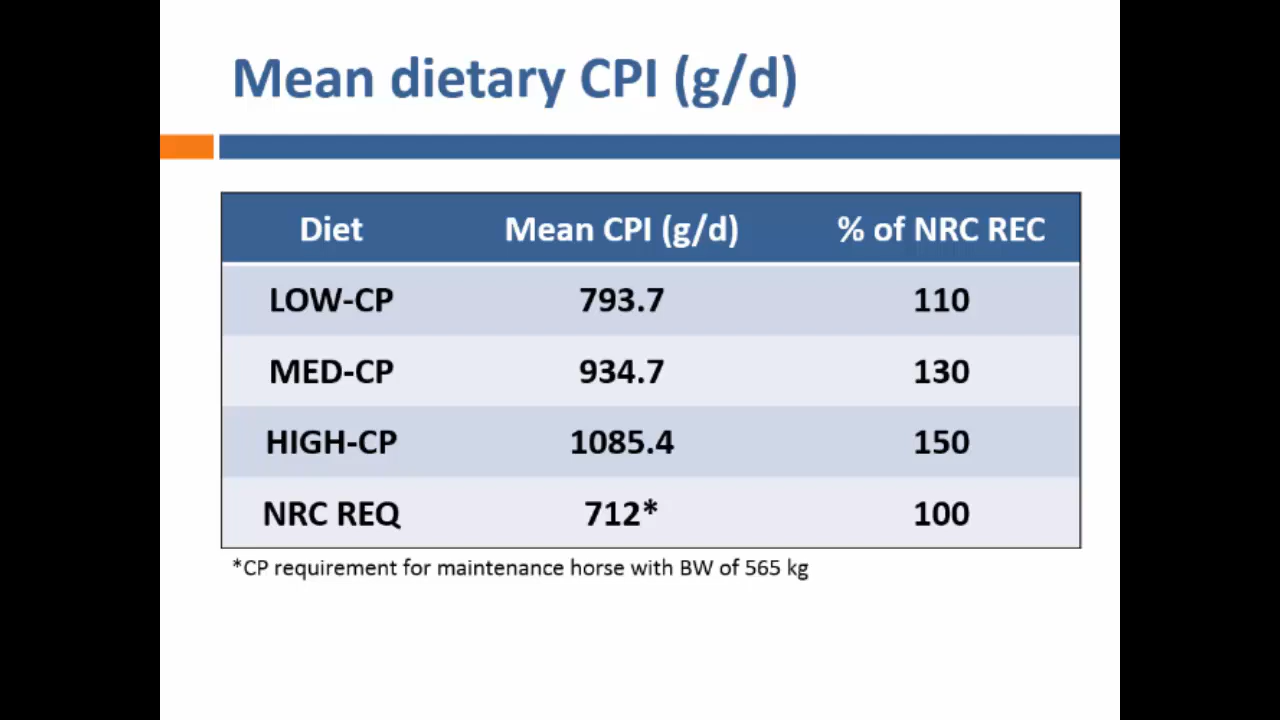 Mean dietary CPI (g/d)
Diet Mean CPI (g/d) % of NRC REC
LOW-CP 793.7 110
MED-CP 934.7 130
HIGH-CP 1085.4 150
NRC REQ 712* 100
*CP requirement for maintenance horse with BW of 565 kg